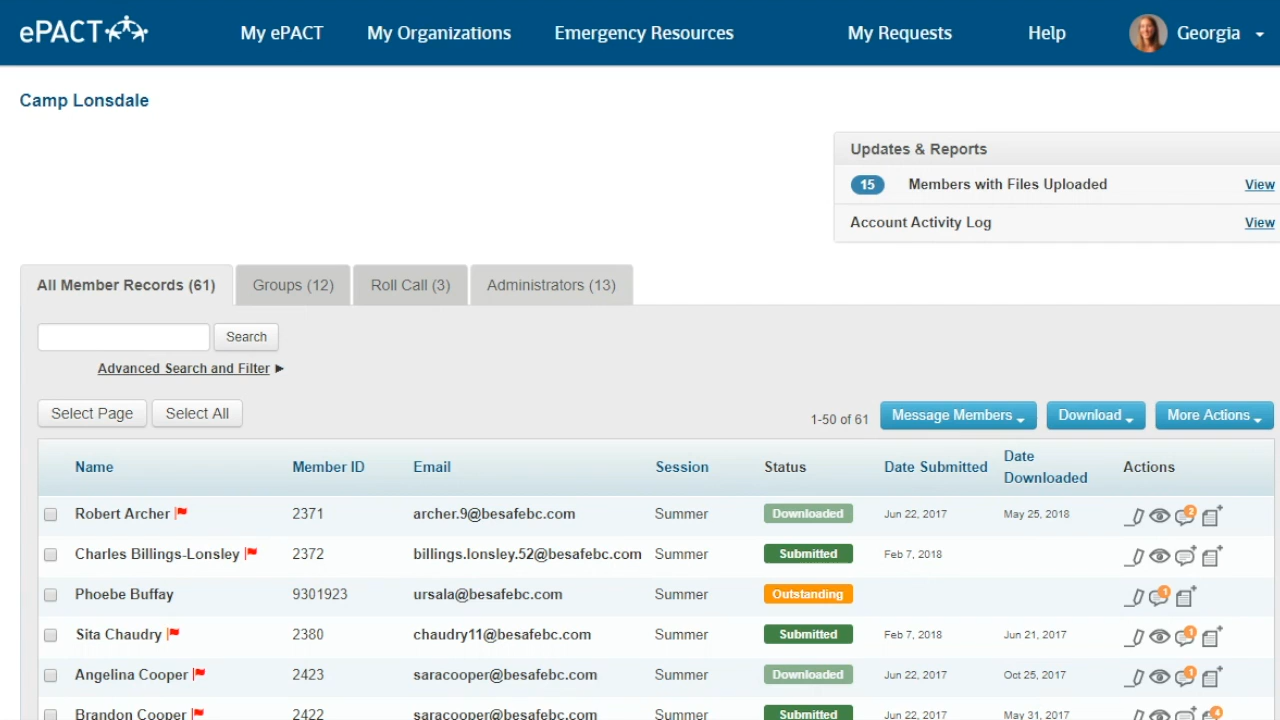 ePACT My ePACT My Organizations Emergency Resources My Requests Help Georgia
Camp Lonsdale
Updates & Reports
15 Members with Files Uploaded View
Account Activity Log View
All Member Records (61) Groups (12) Roll Call (3) Administrators (13)
Search
Advanced Search and Filter
Select Page Select All 1-50 of 61 Message Members Download More Actions
Name Member ID Email Session Status Date Submitted Date Downloaded Actions
Robert Archer 2371 archer.9@besafebc.com Summer Downloaded Jun 22, 2017 May 25, 2018 2
Charles Billings-Lonsley 2372 billings.lonsley.52@besafebc.com Summer Submitted Feb 7, 2018
Phoebe Buffay 9301923 ursala@besafebc.com Summer Outstanding 1
Sita Chaudry 2380 chaudry11@besafebc.com Summer Submitted Feb 7, 2018 Jun 21, 2017 1
Angelina Cooper 2423 saracooper@besafebc.com Summer Downloaded Jun 22, 2017 Oct 25, 2017 1
Brandon Cooper 2422 saracooper@besafebc.com Summer Submitted Jun 22, 2017 May 31, 2017 4